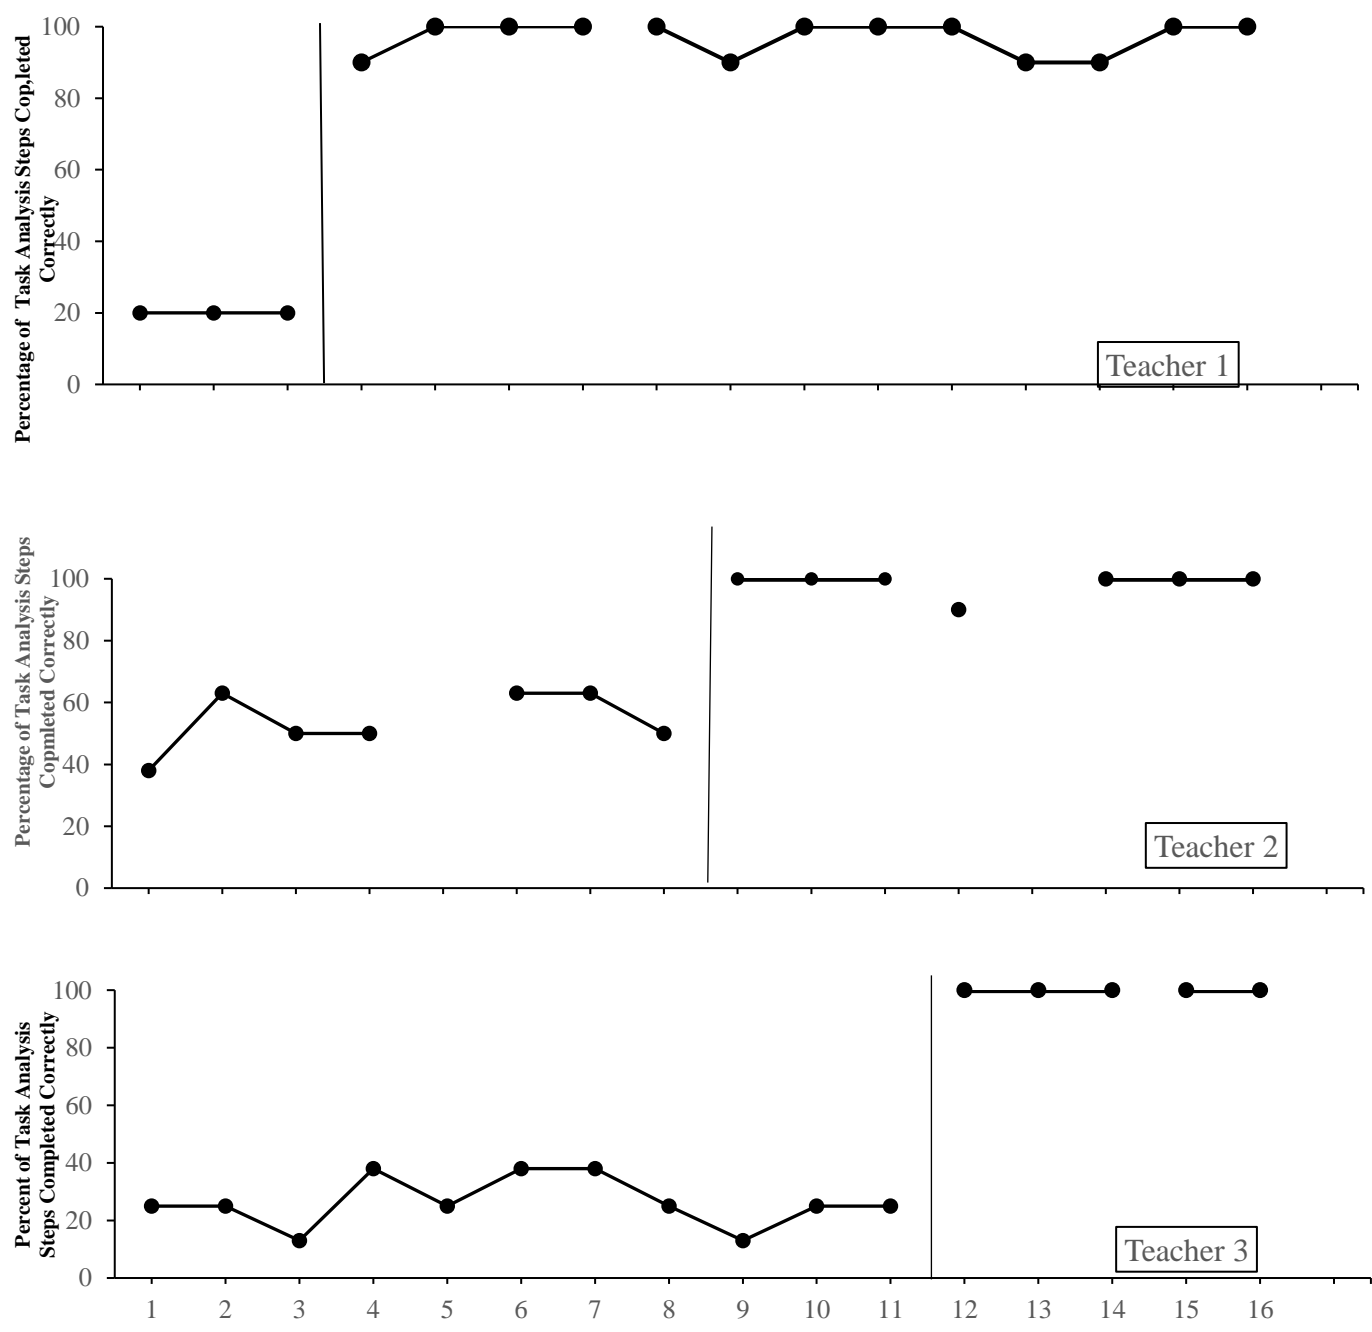 Percentage of Task Analysis Steps Cop,leted
Correctly
100
80
60
40
20
0
Teacher 1
Percentage of Task Analysis Steps
Copmleted Correctly
100
80
60
40
20
0
Teacher 2
Percent of Task Analysis
Steps Completed Correctly
100
80
60
40
20
0
Teacher 3
1 2 3 4 5 6 7 8 9 10 11 12 13 14 15 16